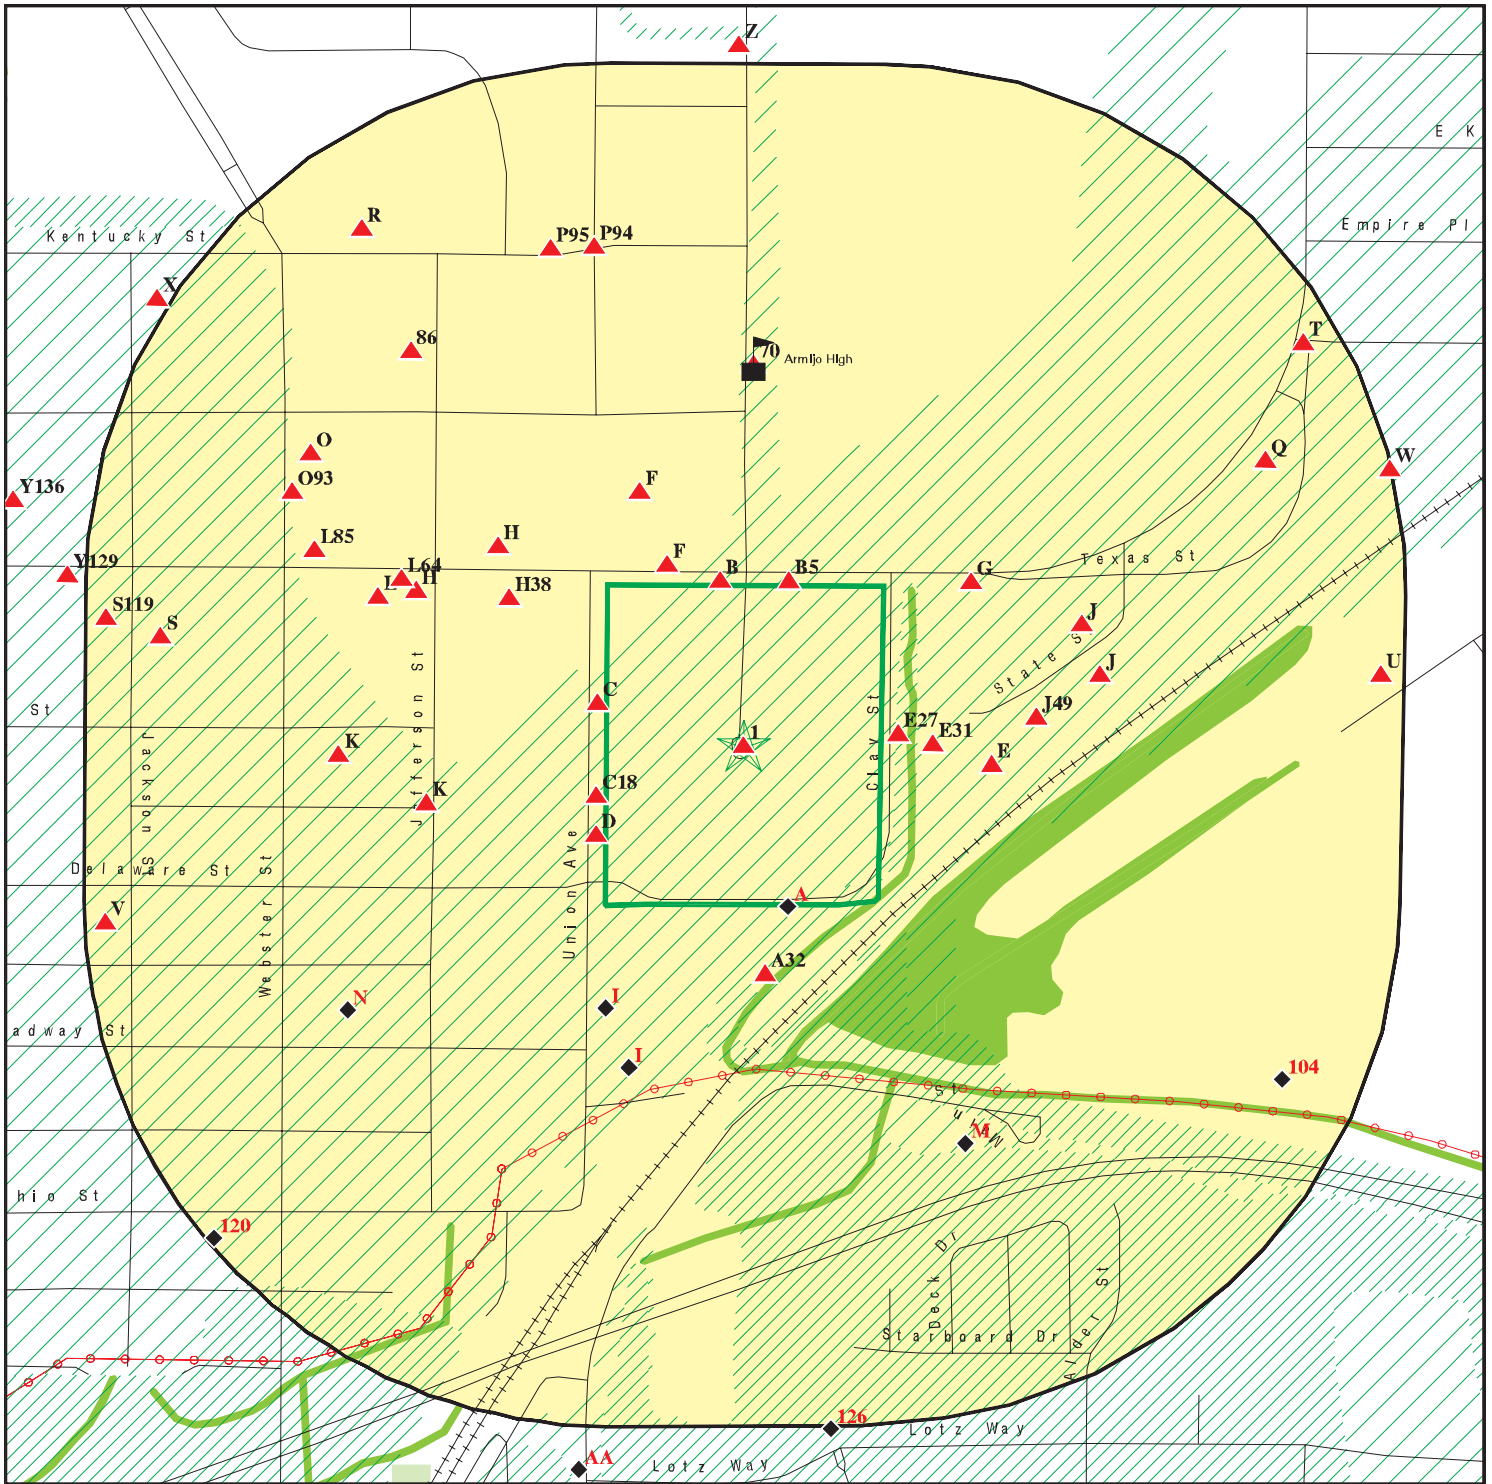 Z
E K
R
Kentucky St
P95
P94
Empire Pl
X
T
86
70
Armijo High
O
Q
W
O93
F
Y136
L85
H
F
Texas St
Y129
L64
H
B
B5
G
L
H38
S119
S
J
State S
J
U
C
St
E27
J49
1
E31
K
E
Jackson St
Jefferson St
Clay St
C18
K
D
Union Ave
Delaware St
Webster St
A
V
A32
N
I
adway St
I
104
St
Main
M
hio St
120
Deck Dr
Alder St
Starboard Dr
126
Lotz Way
AA
Lotz Way